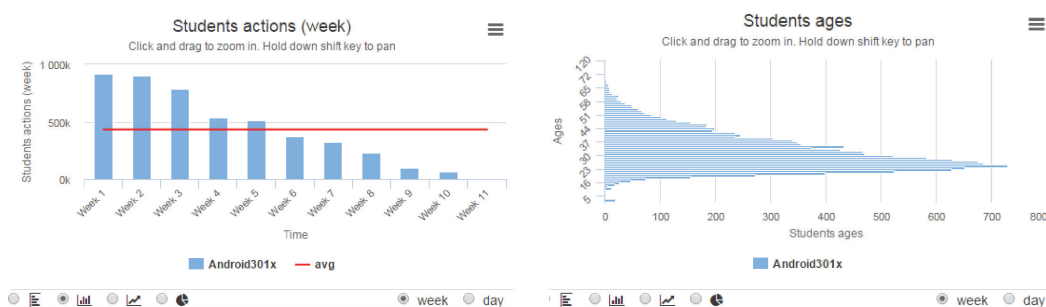 Students actions (week)
Click and drag to zoom in. Hold down shift key to pan
Students actions (week)
1 000k
500k
0k
Week 1
Week 2
Week 3
Week 4
Week 5
Week 6
Week 7
Week 8
Week 9
Week 10
Week 11
Time
Android301x
avg
week
day
Students ages
Click and drag to zoom in. Hold down shift key to pan
Ages
120
72
65
58
51
44
37
30
23
16
5
0
100
200
300
400
500
600
700
800
Students ages
Android301x
week
day